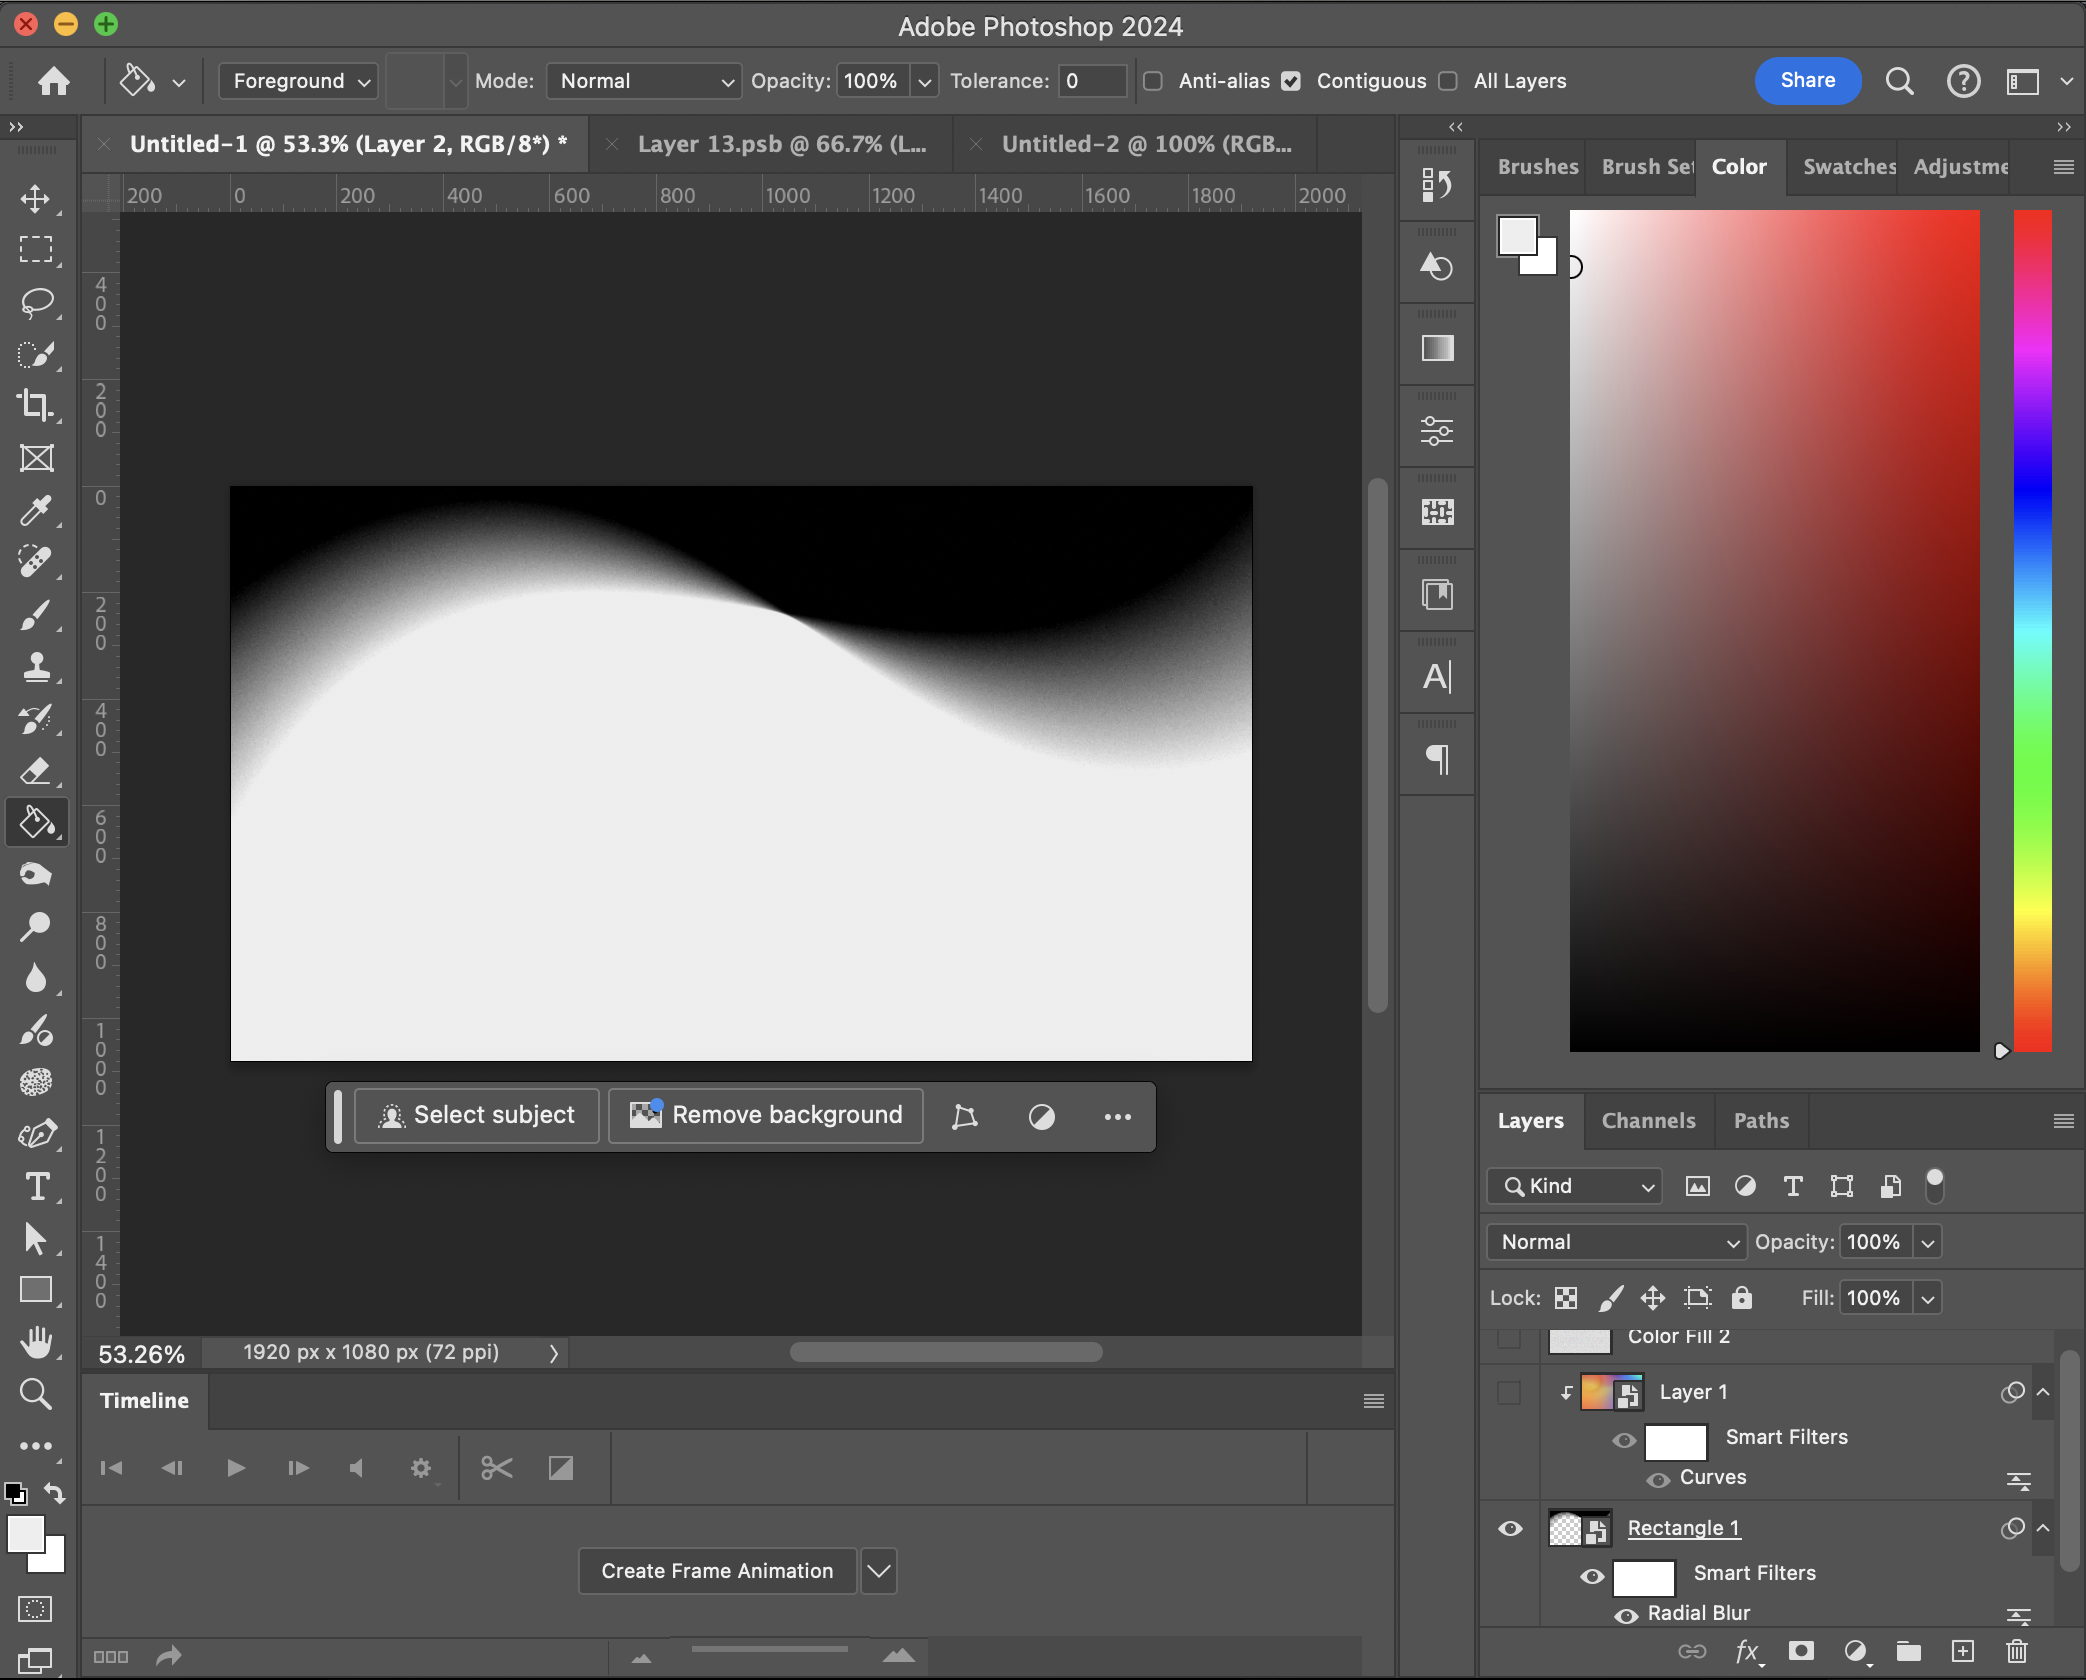 Adobe Photoshop 2024
Foreground Mode: Normal Opacity: 100% Tolerance: 0 Anti-alias Contiguous All Layers Share
Untitled-1 @ 53.3% (Layer 2, RGB/8*) * Layer 13.psb @ 66.7% (L... Untitled-2 @ 100% (RGB...
200 0 200 400 600 800 1000 1200 1400 1600 1800 2000
400
200
0
200
400
600
800
1000
1200
1400
Select subject Remove background
53.26% 1920 px x 1080 px (72 ppi)
Timeline
Create Frame Animation
Brushes Brush Set Color Swatches Adjustme
Layers Channels Paths
Kind
Normal Opacity: 100%
Lock: Fill: 100%
Color Fill 2
Layer 1
Smart Filters
Curves
Rectangle 1
Smart Filters
Radial Blur
fx